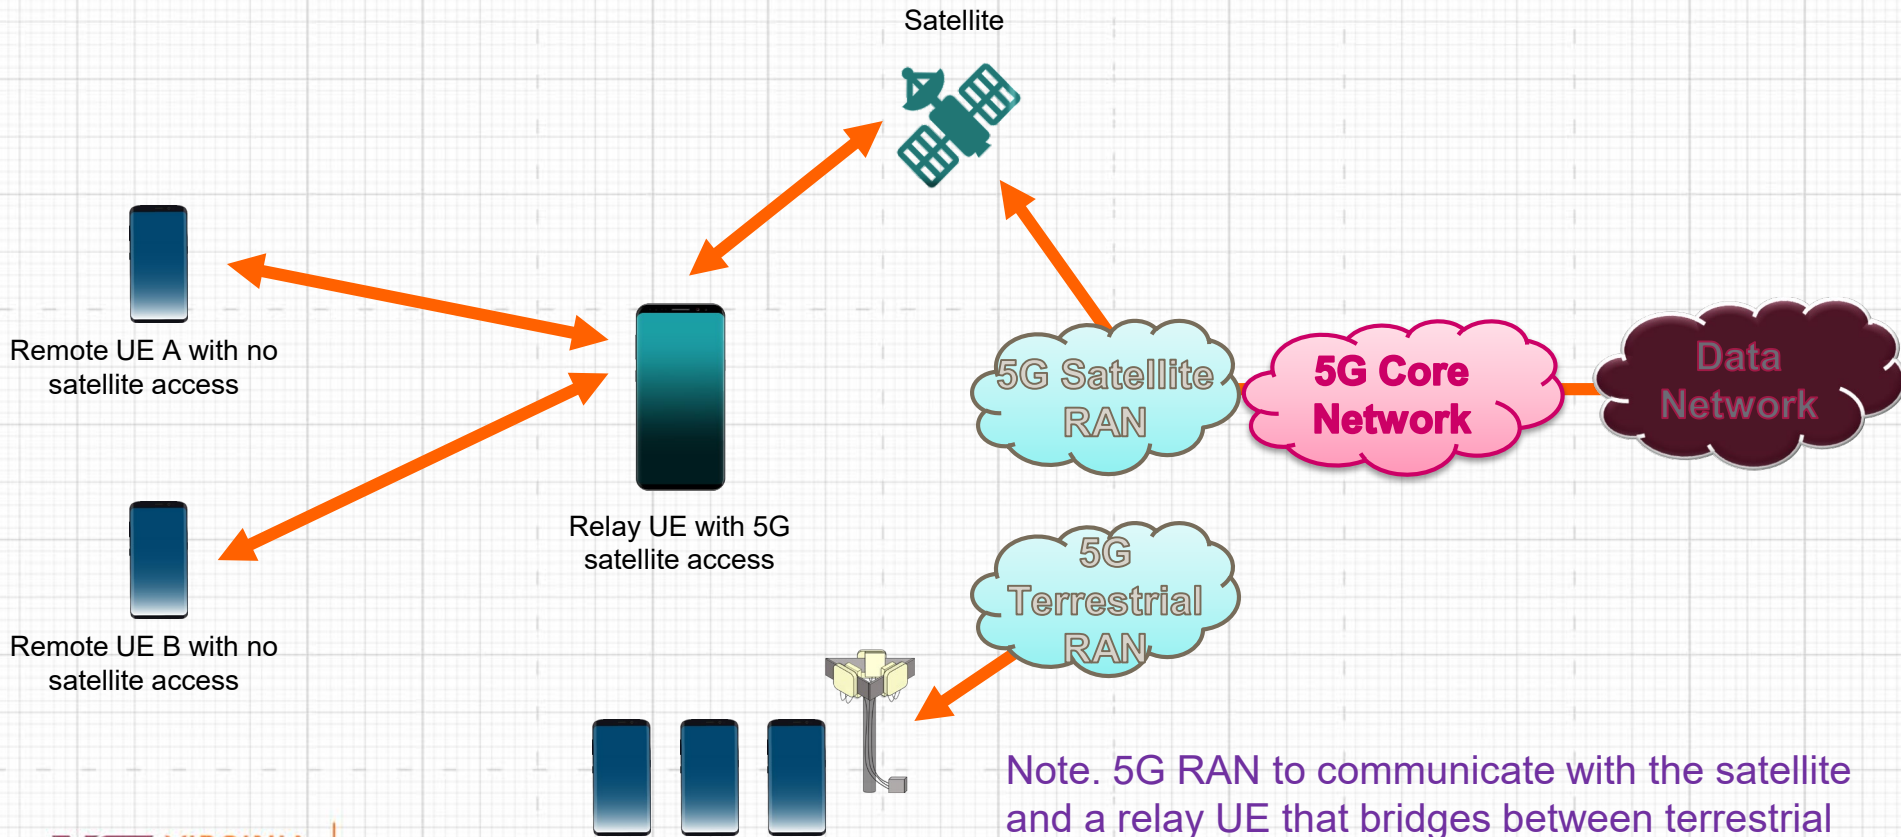 Satellite
Remote UE A with no
satellite access
5G Satellite
RAN
5G Core
Network
Data
Network
Relay UE with 5G
satellite access
5G
Terrestrial
RAN
Remote UE B with no
satellite access
Note. 5G RAN to communicate with the satellite
and a relay UE that bridges between terrestrial